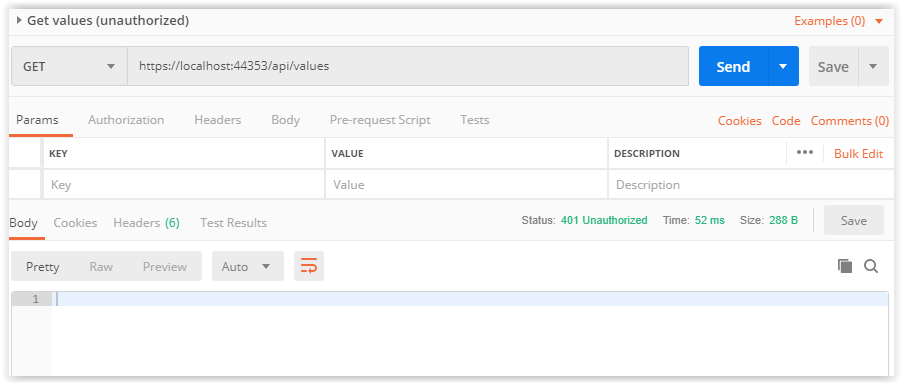 Get values (unauthorized) Examples (0)
GET https://localhost:44353/api/values Send Save
Params Authorization Headers Body Pre-request Script Tests Cookies Code Comments (0)
KEY VALUE DESCRIPTION ••• Bulk Edit
Key Value Description
Body Cookies Headers (6) Test Results Status: 401 Unauthorized Time: 52 ms Size: 288 B Save
Pretty Raw Preview Auto
1